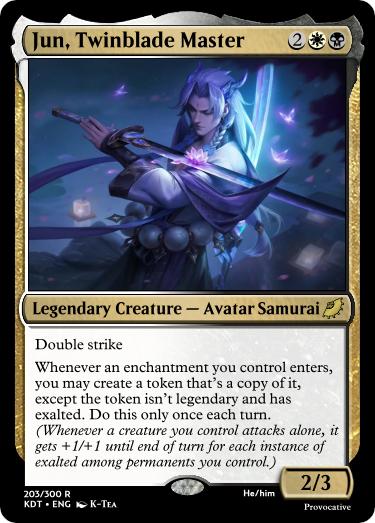 Jun, Twinblade Master 2
Legendary Creature — Avatar Samurai
Double strike
Whenever an enchantment you control enters,
you may create a token that's a copy of it,
except the token isn't legendary and has
exalted. Do this only once each turn.
(Whenever a creature you control attacks alone, it
gets +1/+1 until end of turn for each instance of
exalted among permanents you control.)
2/3
203/300 R He/him
KDT • ENG K-Tea Provocative